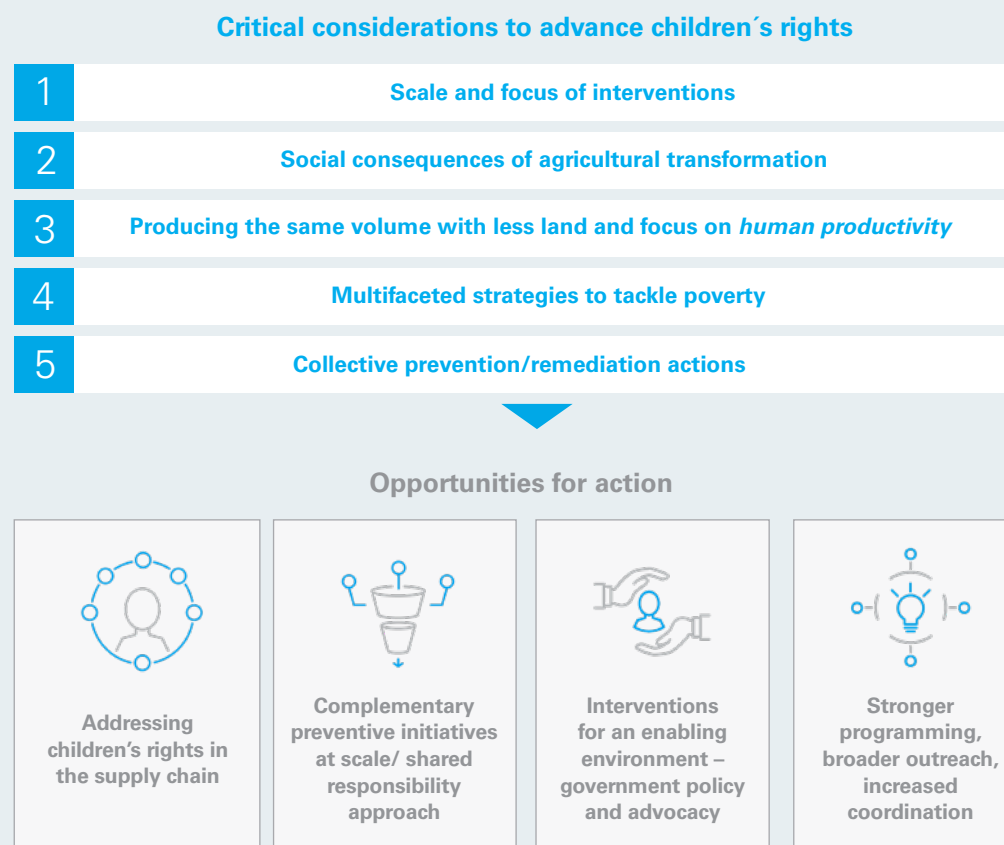 Critical considerations to advance children´s rights
1
Scale and focus of interventions
2
Social consequences of agricultural transformation
3
Producing the same volume with less land and focus on human productivity
4
Multifaceted strategies to tackle poverty
5
Collective prevention/remediation actions
Opportunities for action
Addressing
children’s rights in
the supply chain
Complementary
preventive initiatives
at scale/ shared
responsibility
approach
Interventions
for an enabling
environment –
government policy
and advocacy
Stronger
programming,
broader outreach,
increased
coordination